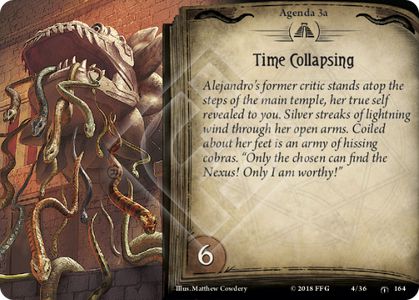 Agenda 3a
Time Collapsing
Alejandro's former critic stands atop the
steps of the main temple, her true self
revealed to you. Silver streaks of lightning
wind through her open arms. Coiled
about her feet is an army of hissing
cobras. "Only the chosen can find the
Nexus! Only I am worthy!"
6
Illus. Matthew Cowdery © 2018 FFG 4/36 164